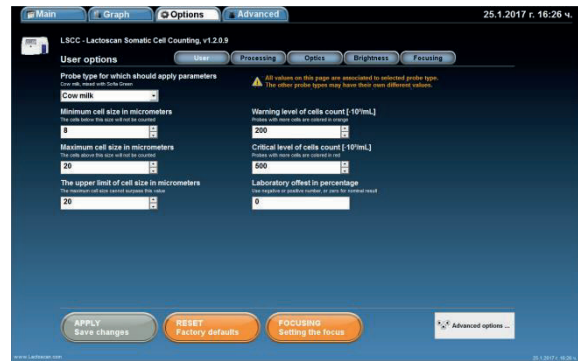 Main
Graph
Options
Advanced
25.1.2017 г. 16:26 ч.
LSCC - Lactoscan Somatic Cell Counting, v1.2.0.9
User options
User
Processing
Optics
Brightness
Focusing
Probe type for which should apply parameters
Cow milk, mixed with Sofia Green
Cow milk
All values on this page are associated to selected probe type.
The other probe types may have their own different values.
Minimum cell size in micrometers
The cells below this size will not be counted
8
Warning level of cells count [·10³/mL]
Probes with more cells are colored in orange
200
Maximum cell size in micrometers
The cells above this size will not be counted
20
Critical level of cells count [·10³/mL]
Probes with more cells are colored in red
500
The upper limit of cell size in micrometers
The maximum cell size cannot surpass this value
20
Laboratory offest in percentage
Use negative or positive number, or zero for nominal result
0
APPLY
Save changes
RESET
Factory defaults
FOCUSING
Setting the focus
Advanced options ...
www.Lactoscan.com
25.1.2017 г. 16:26 ч.